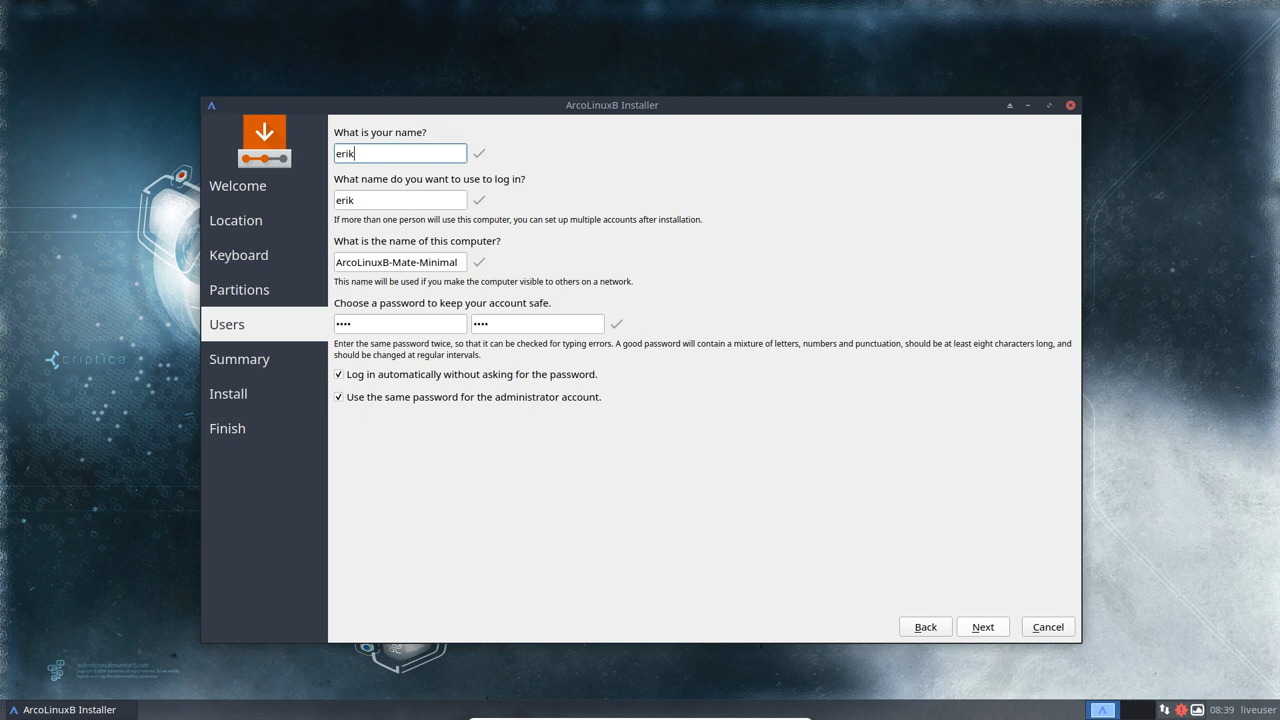 ArcoLinuxB Installer
What is your name?
erik
What name do you want to use to log in?
erik
If more than one person will use this computer, you can set up multiple accounts after installation.
What is the name of this computer?
ArcoLinuxB-Mate-Minimal
This name will be used if you make the computer visible to others on a network.
Choose a password to keep your account safe.
•••• ••••
Enter the same password twice, so that it can be checked for typing errors. A good password will contain a mixture of letters, numbers and punctuation, should be at least eight characters long, and
should be changed at regular intervals.
Log in automatically without asking for the password.
Use the same password for the administrator account.
Welcome
Location
Keyboard
Partitions
Users
Summary
Install
Finish
Back Next Cancel
criptica
ArcoLinuxB Installer
08:39 liveuser